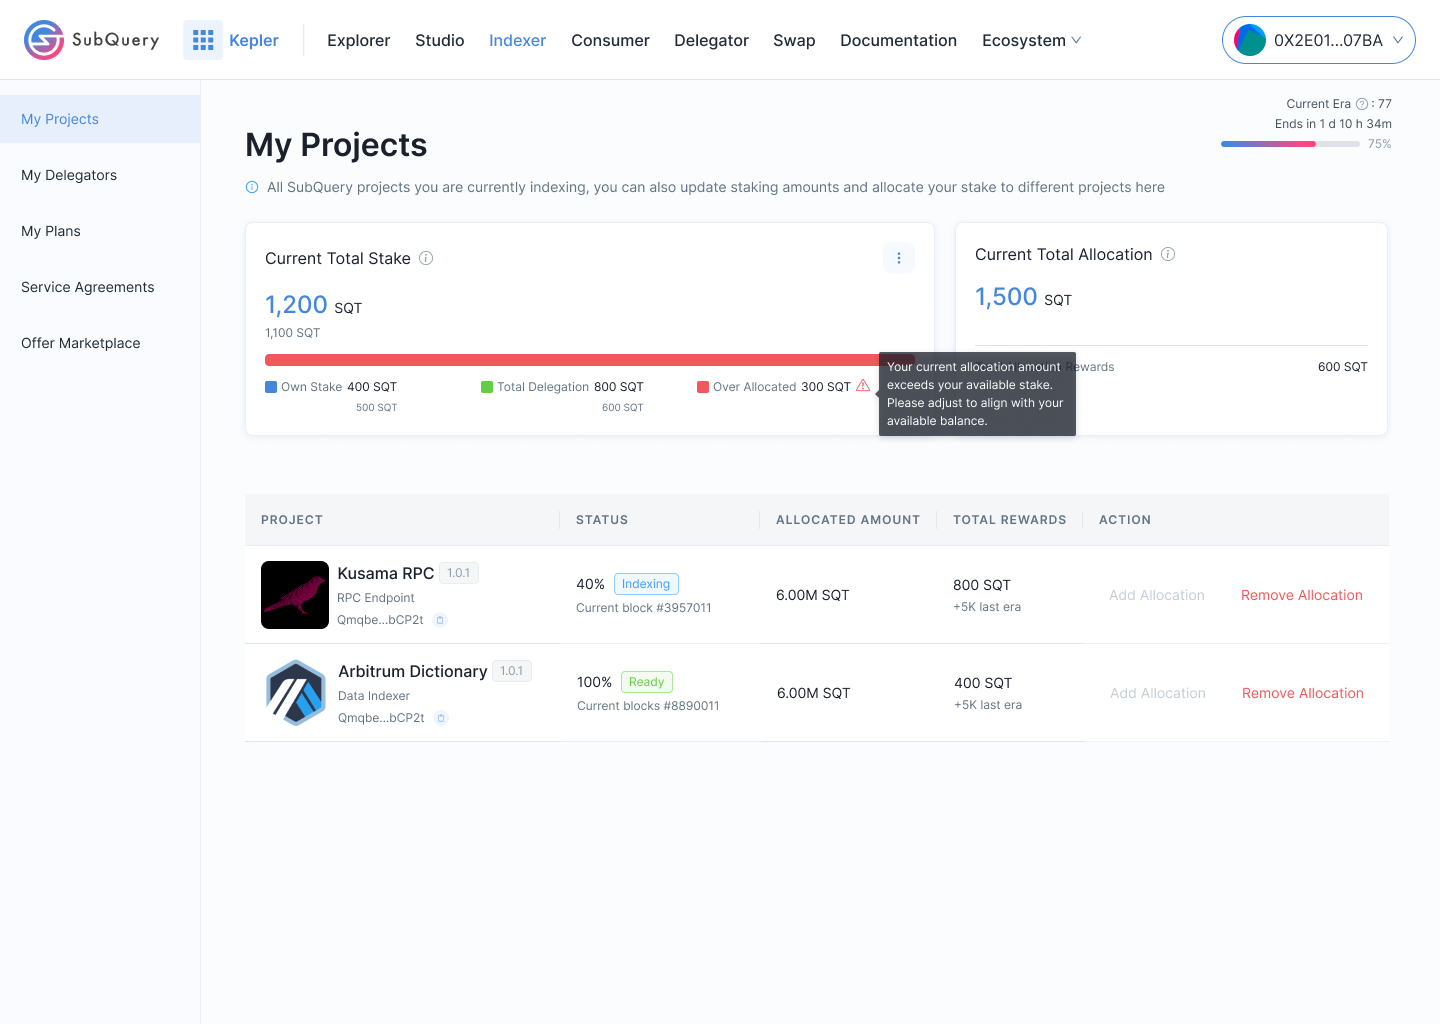 SubQuery
Kepler
Explorer Studio Indexer Consumer Delegator Swap Documentation Ecosystem
0X2E01...07BA
My Projects
My Delegators
My Plans
Service Agreements
Offer Marketplace
Current Era ? : 77
Ends in 1 d 10 h 34m
75%
My Projects
All SubQuery projects you are currently indexing, you can also update staking amounts and allocate your stake to different projects here
Current Total Stake
1,200 SQT
1,100 SQT
Own Stake 400 SQT
500 SQT
Total Delegation 800 SQT
600 SQT
Over Allocated 300 SQT
Current Total Allocation
1,500 SQT
Rewards 600 SQT
Your current allocation amount
exceeds your available stake.
Please adjust to align with your
available balance.
PROJECT STATUS ALLOCATED AMOUNT TOTAL REWARDS ACTION
Kusama RPC 1.0.1
RPC Endpoint
Qmqbe...bCP2t
40% Indexing
Current block #3957011
6.00M SQT
800 SQT
+5K last era
Add Allocation Remove Allocation
Arbitrum Dictionary 1.0.1
Data Indexer
Qmqbe...bCP2t
100% Ready
Current blocks #8890011
6.00M SQT
400 SQT
+5K last era
Add Allocation Remove Allocation